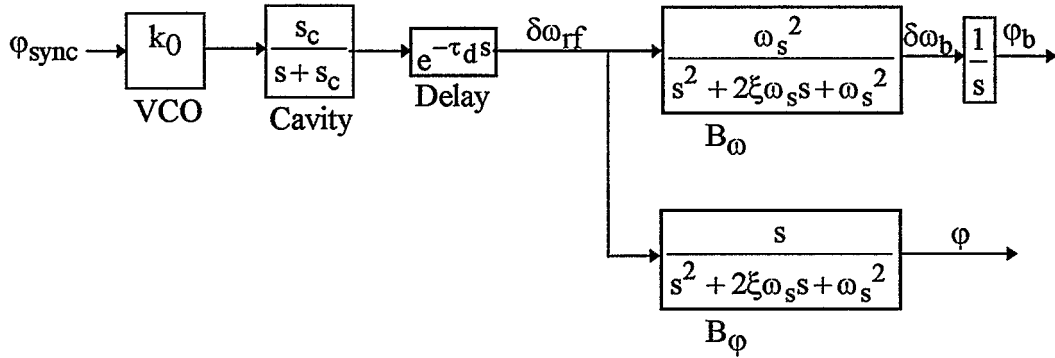 φsync
k0
VCO
sc
s + sc
Cavity
e^−τds
Delay
δωrf
ωs²
s² + 2ξωss + ωs²
Bω
δωb
1
s
φb
s
s² + 2ξωss + ωs²
Bφ
φ